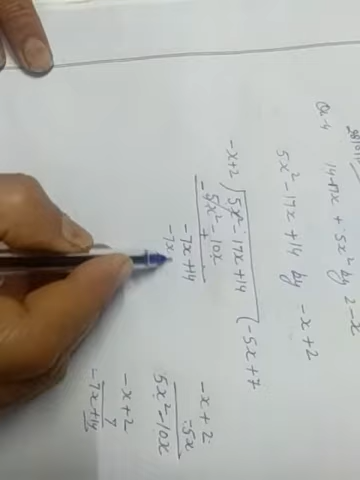 Qu-4 14-17x + 5x² by 2-x
5x² - 17x + 14 by -x + 2
-x+2 ) 5x² - 17x + 14 ( -5x + 7
5x² - 10x
- +
-7x + 14
-7x
-x + 2
-5x
5x² - 10x
-x + 2
7
-7x + 14